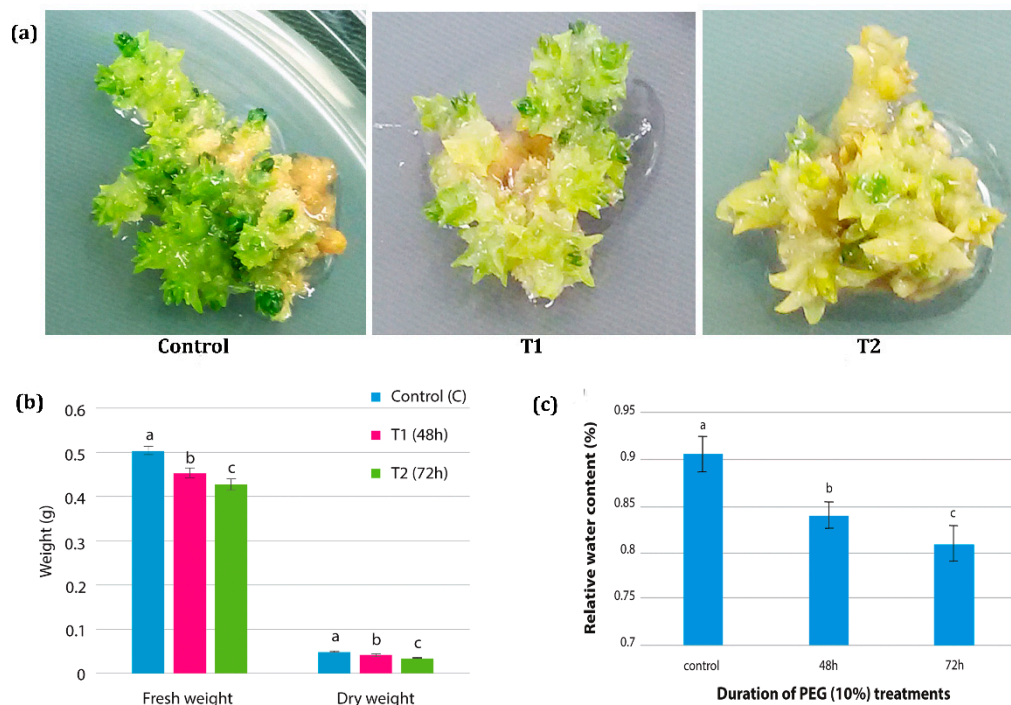 (a)
Control
T1
T2
(b)
0.6
0.5
0.4
0.3
0.2
0.1
0
Weight (g)
Control (C)
T1 (48h)
T2 (72h)
a
b
c
a
b
c
Fresh weight
Dry weight
(c)
0.95
0.9
0.85
0.8
0.7
Relative water content (%)
a
b
c
control
48h
72h
Duration of PEG (10%) treatments